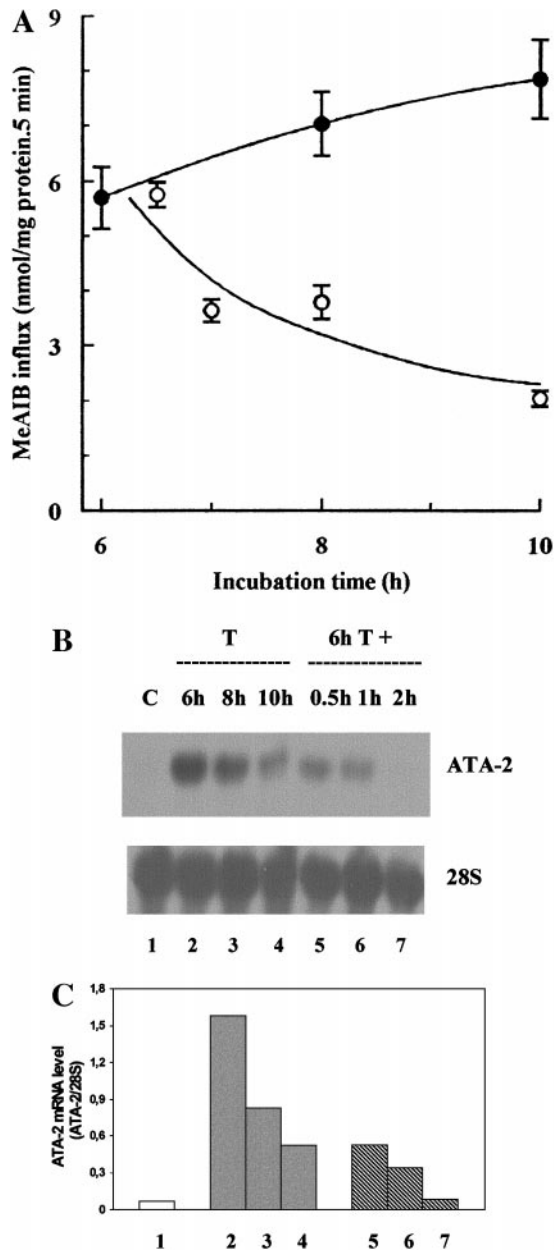 A
9
6
3
0
MeAIB influx (nmol/mg protein.5 min)
6 8 10
Incubation time (h)
B
T 6h T +
C 6h 8h 10h 0.5h 1h 2h
ATA-2
28S
1 2 3 4 5 6 7
C
1,8
1,5
1,2
0,9
0,6
0,3
0
ATA-2 mRNA level
(ATA-2/28S)
1 2 3 4 5 6 7